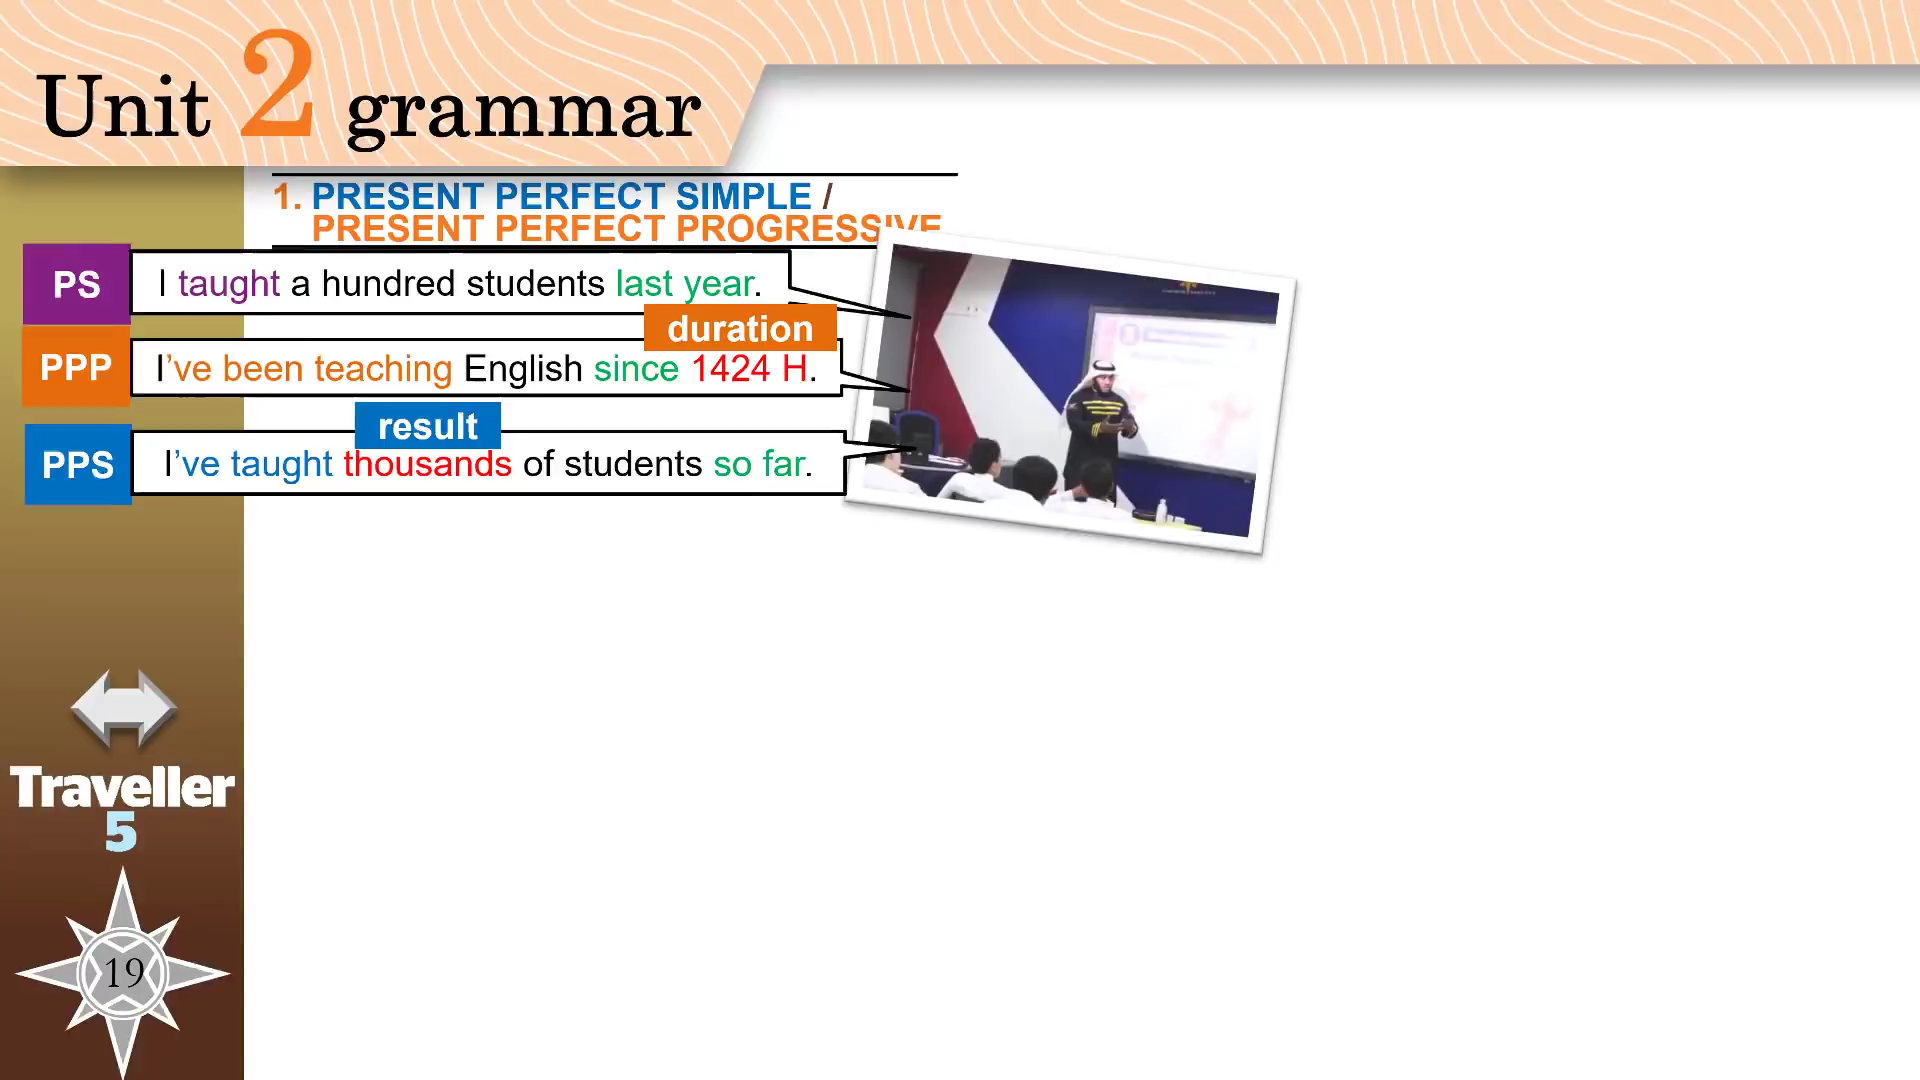 Unit 2 grammar
1. PRESENT PERFECT SIMPLE /
PRESENT PERFECT PROGRESSIVE
PS
I taught a hundred students last year.
duration
PPP
I've been teaching English since 1424 H.
result
PPS
I've taught thousands of students so far.
Traveller
5
19